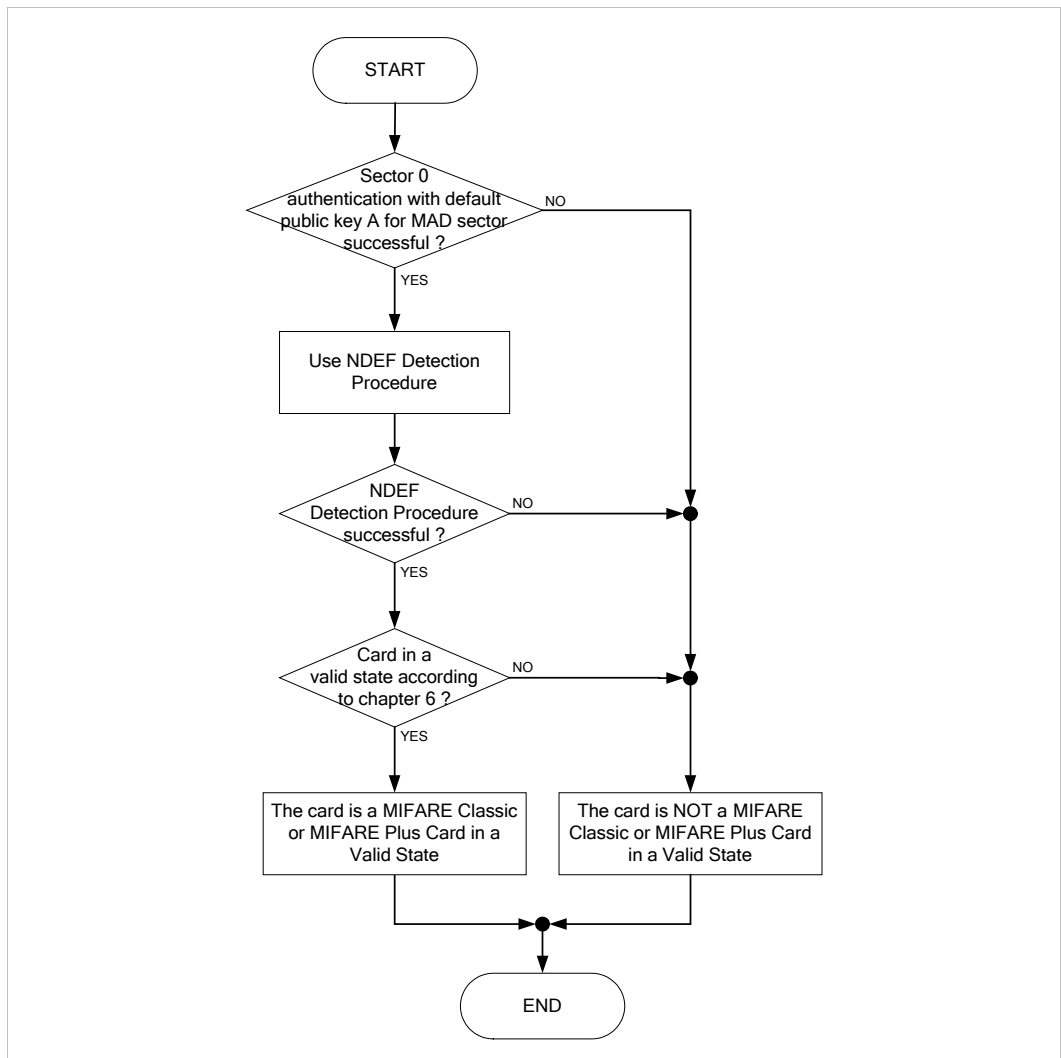 START
Sector 0
authentication with default
public key A for MAD sector
successful ?
NO
YES
Use NDEF Detection
Procedure
NDEF
Detection Procedure
successful ?
NO
YES
Card in a
valid state according
to chapter 6 ?
NO
YES
The card is a MIFARE Classic
or MIFARE Plus Card in a
Valid State
The card is NOT a MIFARE
Classic or MIFARE Plus Card
in a Valid State
END